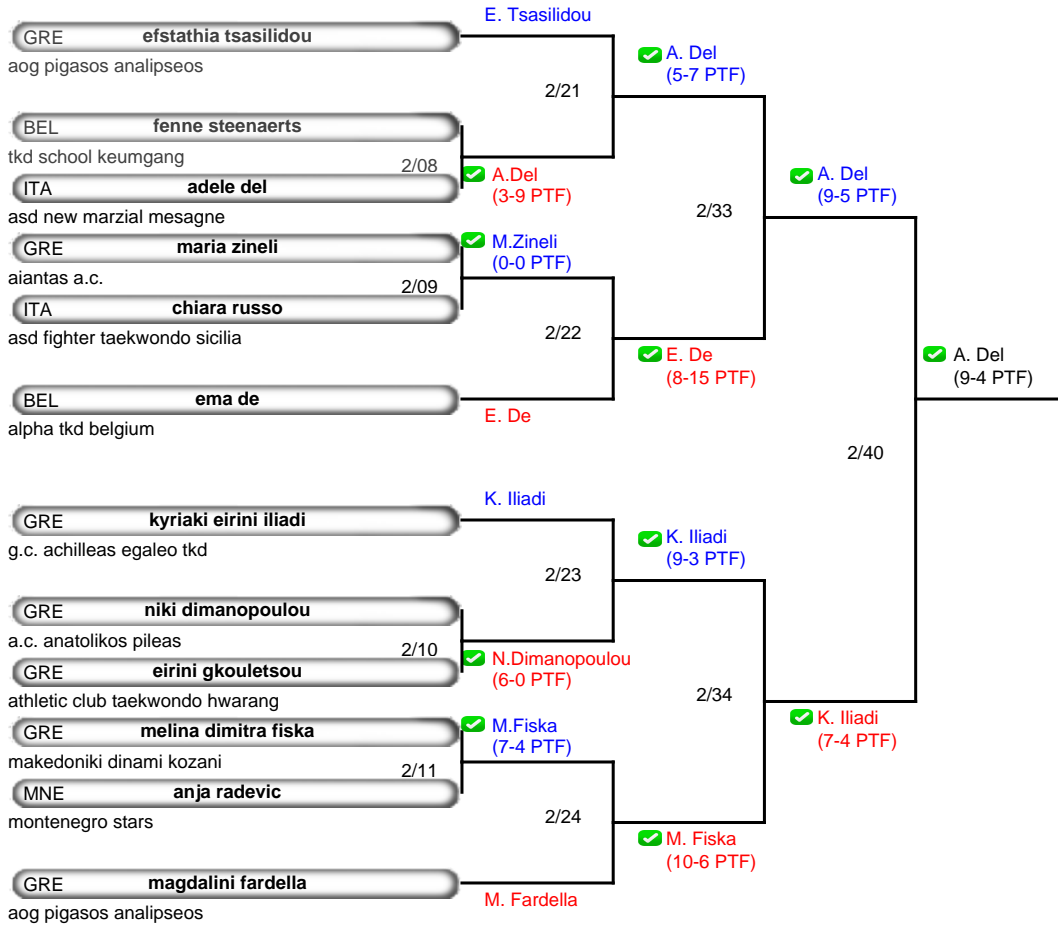 E. Tsasilidou
GRE efstathia tsasilidou
aog pigasos analipseos
A. Del
(5-7 PTF)
2/21
BEL fenne steenaerts
tkd school keumgang
2/08
A.Del
(3-9 PTF)
ITA adele del
asd new marzial mesagne
A. Del
(9-5 PTF)
2/33
GRE maria zineli
aiantas a.c.
M.Zineli
(0-0 PTF)
2/09
ITA chiara russo
asd fighter taekwondo sicilia
2/22
E. De
(8-15 PTF)
A. Del
(9-4 PTF)
BEL ema de
alpha tkd belgium
E. De
2/40
K. Iliadi
GRE kyriaki eirini iliadi
g.c. achilleas egaleo tkd
K. Iliadi
(9-3 PTF)
2/23
GRE niki dimanopoulou
a.c. anatolikos pileas
2/10
N.Dimanopoulou
(6-0 PTF)
GRE eirini gkouletsou
athletic club taekwondo hwarang
2/34
K. Iliadi
(7-4 PTF)
GRE melina dimitra fiska
makedoniki dinami kozani
M.Fiska
(7-4 PTF)
2/11
MNE anja radevic
montenegro stars
2/24
M. Fiska
(10-6 PTF)
GRE magdalini fardella
aog pigasos analipseos
M. Fardella